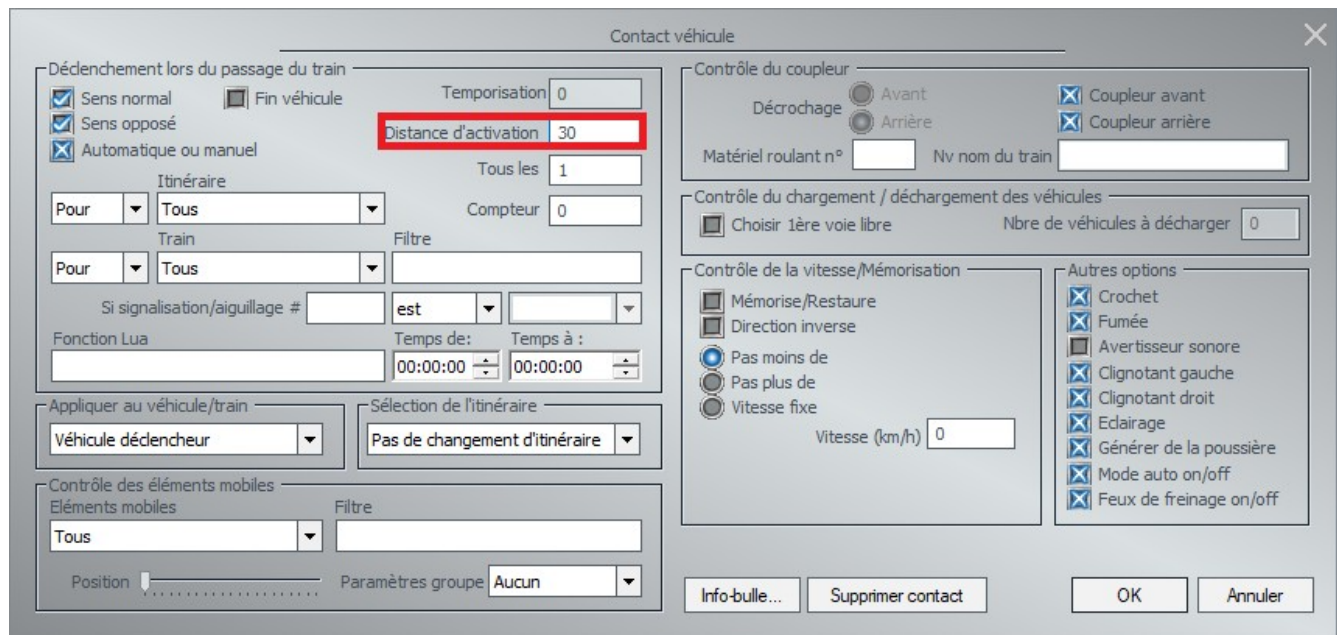 Contact véhicule
Déclenchement lors du passage du train
Sens normal
Fin véhicule
Temporisation 0
Sens opposé
Distance d'activation 30
Automatique ou manuel
Tous les 1
Itinéraire
Pour Tous
Compteur 0
Train Filtre
Pour Tous
Si signalisation/aiguillage # est
Fonction Lua Temps de: Temps à :
00:00:00 00:00:00
Appliquer au véhicule/train
Véhicule déclencheur
Sélection de l'itinéraire
Pas de changement d'itinéraire
Contrôle des éléments mobiles
Eléments mobiles Filtre
Tous
Position Paramètres groupe Aucun
Contrôle du coupleur
Décrochage Avant
Arrière
Coupleur avant
Coupleur arrière
Matériel roulant n° Nv nom du train
Contrôle du chargement / déchargement des véhicules
Choisir 1ère voie libre Nbre de véhicules à décharger 0
Contrôle de la vitesse/Mémorisation
Mémorise/Restaure
Direction inverse
Pas moins de
Pas plus de
Vitesse fixe
Vitesse (km/h) 0
Autres options
Crochet
Fumée
Avertisseur sonore
Clignotant gauche
Clignotant droit
Eclairage
Générer de la poussière
Mode auto on/off
Feux de freinage on/off
Info-bulle... Supprimer contact OK Annuler